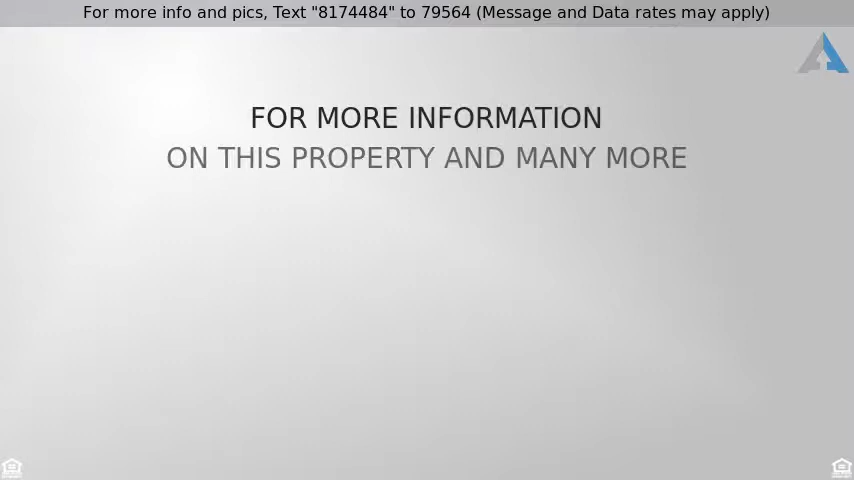 For more info and pics, Text "8174484" to 79564 (Message and Data rates may apply)
FOR MORE INFORMATION
ON THIS PROPERTY AND MANY MORE